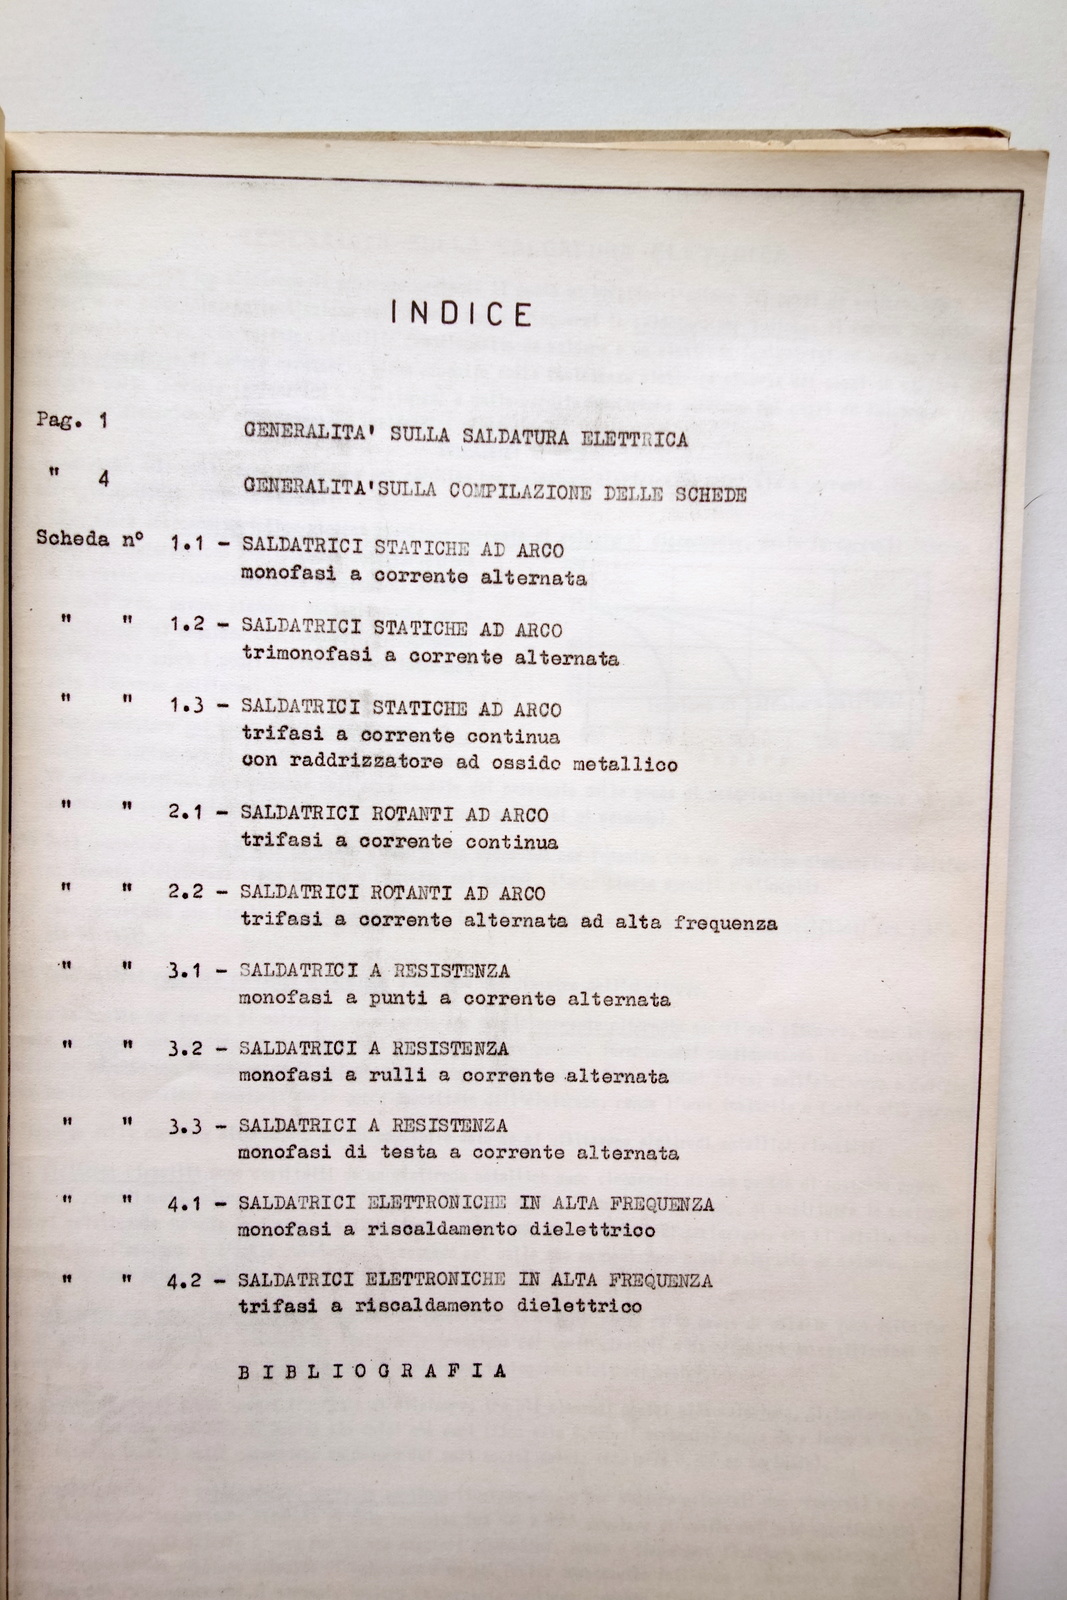 INDICE
Pag. 1 GENERALITA' SULLA SALDATURA ELETTRICA
" 4 GENERALITA'SULLA COMPILAZIONE DELLE SCHEDE
Scheda nº 1.1 - SALDATRICI STATICHE AD ARCO
monofasi a corrente alternata
" " 1.2 - SALDATRICI STATICHE AD ARCO
trimonofasi a corrente alternata
" " 1.3 - SALDATRICI STATICHE AD ARCO
trifasi a corrente continua
con raddrizzatore ad ossido metallico
" " 2.1 - SALDATRICI ROTANTI AD ARCO
trifasi a corrente continua
" " 2.2 - SALDATRICI ROTANTI AD ARCO
trifasi a corrente alternata ad alta frequenza
" " 3.1 - SALDATRICI A RESISTENZA
monofasi a punti a corrente alternata
" " 3.2 - SALDATRICI A RESISTENZA
monofasi a rulli a corrente alternata
" " 3.3 - SALDATRICI A RESISTENZA
monofasi di testa a corrente alternata
" " 4.1 - SALDATRICI ELETTRONICHE IN ALTA FREQUENZA
monofasi a riscaldamento dielettrico
" " 4.2 - SALDATRICI ELETTRONICHE IN ALTA FREQUENZA
trifasi a riscaldamento dielettrico
BIBLIOGRAFIA